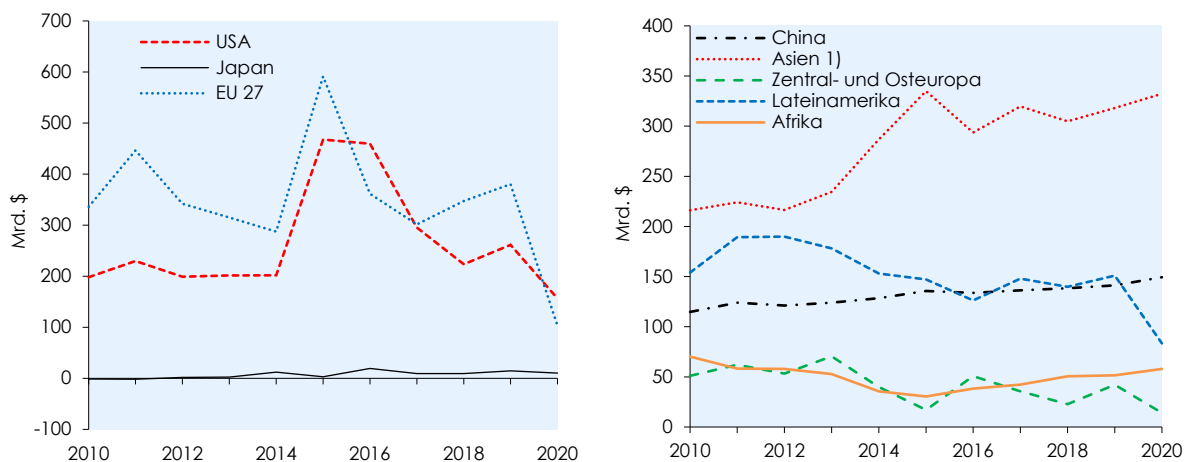 700
600
500
400
300
200
100
0
-100
Mrd. $
USA
Japan
EU 27
2010 2012 2014 2016 2018 2020
400
350
300
250
200
150
100
50
0
Mrd. $
China
Asien 1)
Zentral- und Osteuropa
Lateinamerika
Afrika
2010 2012 2014 2016 2018 2020